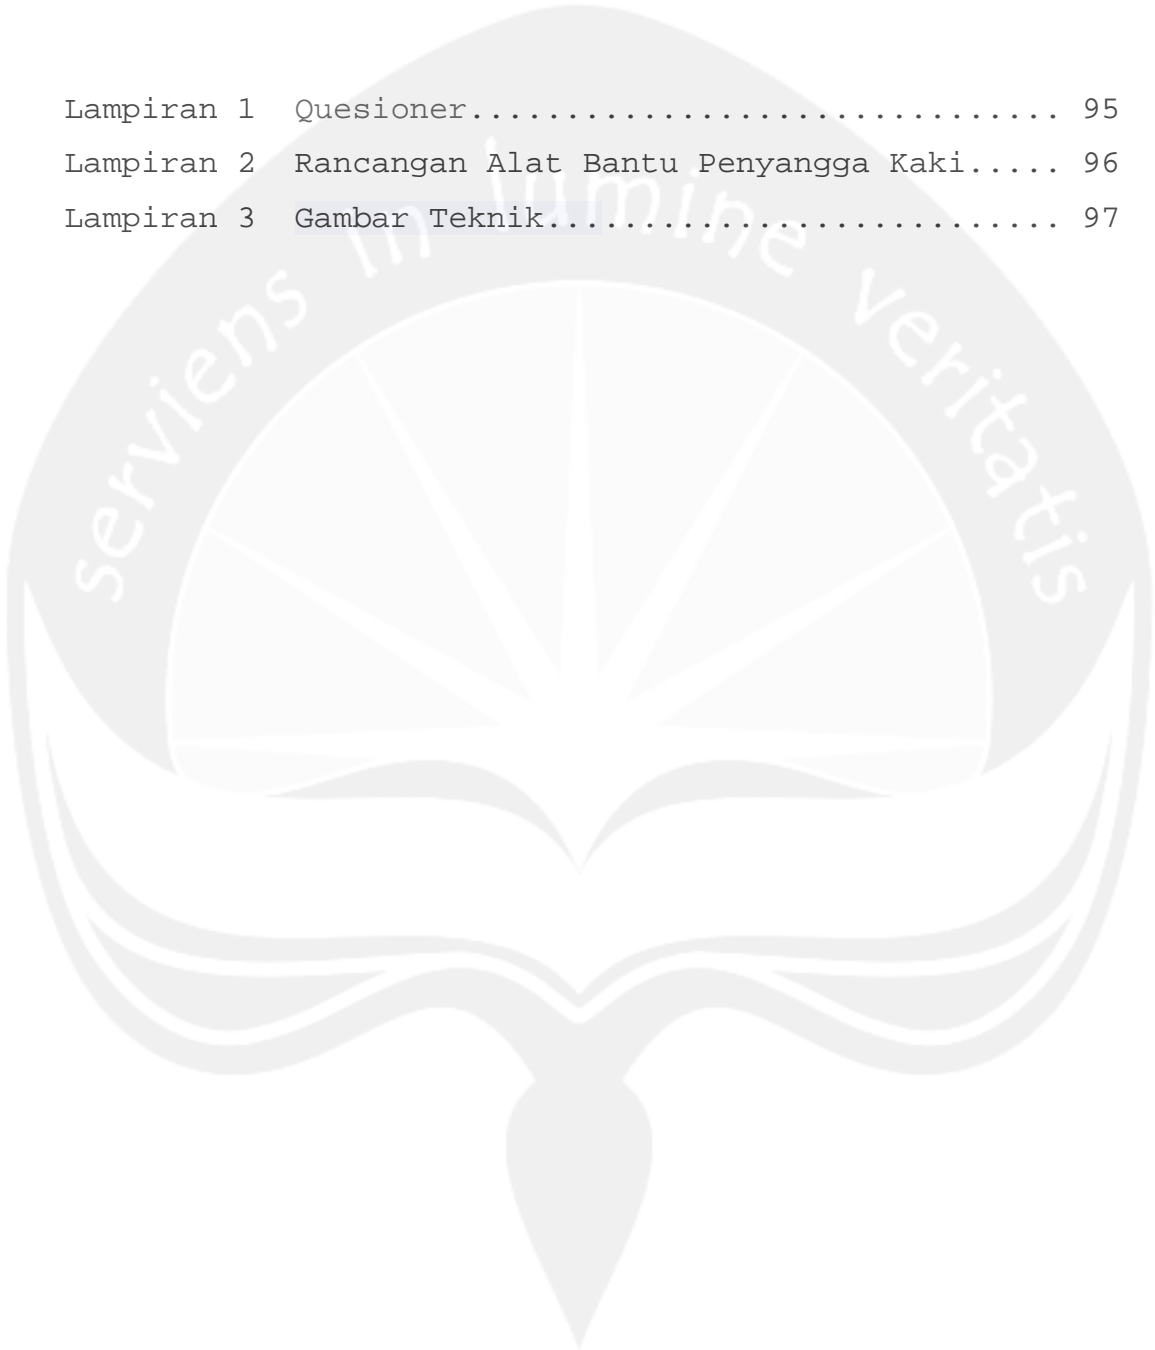 Lampiran 1 Quesioner............................... 95
Lampiran 2 Rancangan Alat Bantu Penyangga Kaki..... 96
Lampiran 3 Gambar Teknik........................... 97
serviens in lumine veritatis